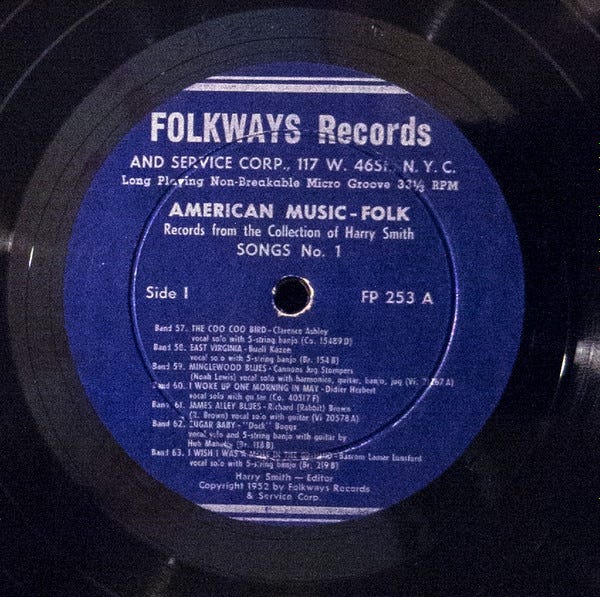 FOLKWAYS Records
AND SERVICE CORP., 117 W. 46St. N. Y. C.
Long Playing Non-Breakable Micro Groove 33⅓ RPM
AMERICAN MUSIC-FOLK
Records from the Collection of Harry Smith
SONGS No. 1
Side 1 FP 253 A
Band 57. THE COO COO BIRD - Clarence Ashley
vocal solo with 5-string banjo (Co. 15489 D)
Band 58. EAST VIRGINIA - Buell Kazee
vocal solo with 5-string banjo (Br. 154 B)
Band 59. MINGLEWOOD BLUES - Cannons Jug Stompers
(Noah Lewis) vocal solo with harmonica, guitar, banjo, jug (Vi.
Band 60. I WOKE UP ONE MORNING IN MAY - Didier Herbert
vocal solo with guitar (Co. 40517 F)
Band 61. JAMES ALLEY BLUES - Richard (Rabbit) Brown
(R. Brown) vocal solo with guitar (Vi 20578 A)
Band 62. SUGAR BABY - "Dock" Boggs
vocal solo and 5-string banjo with guitar by
Hub (Br. 118 B)
Band 63. I WISH I WAS A MOLE IN THE GROUND - Bascom Lamar Lunsford
vocal solo with 5-string banjo (Br. 219 B)
Harry Smith — Editor
Copyright 1952 by Folkways Records
& Service Corp.